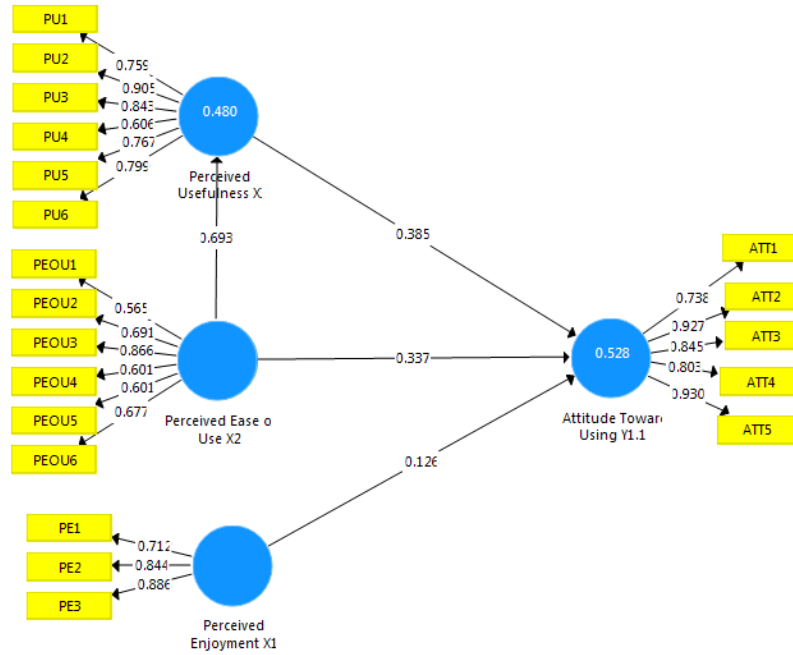 PU1
PU2
PU3
PU4
PU5
PU6
0.759
0.905
0.843
0.606
0.767
0.799
0.480
Perceived
Usefulness X
0.693
0.385
PEOU1
PEOU2
PEOU3
PEOU4
PEOU5
PEOU6
0.565
0.691
0.866
0.601
0.601
0.677
Perceived Ease o
Use X2
0.337
0.126
PE1
PE2
PE3
0.712
0.844
0.886
Perceived
Enjoyment X1
0.528
Attitude Towar
Using Y1.1
0.738
0.927
0.845
0.803
0.930
ATT1
ATT2
ATT3
ATT4
ATT5